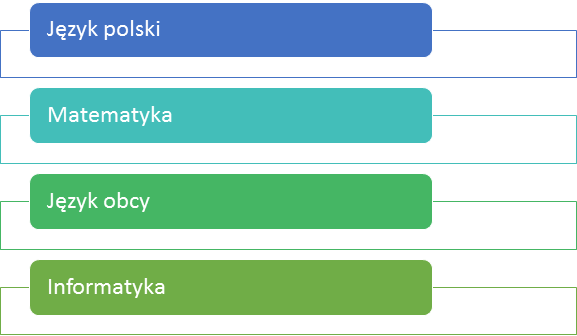 Język polski
Matematyka
Język obcy
Informatyka